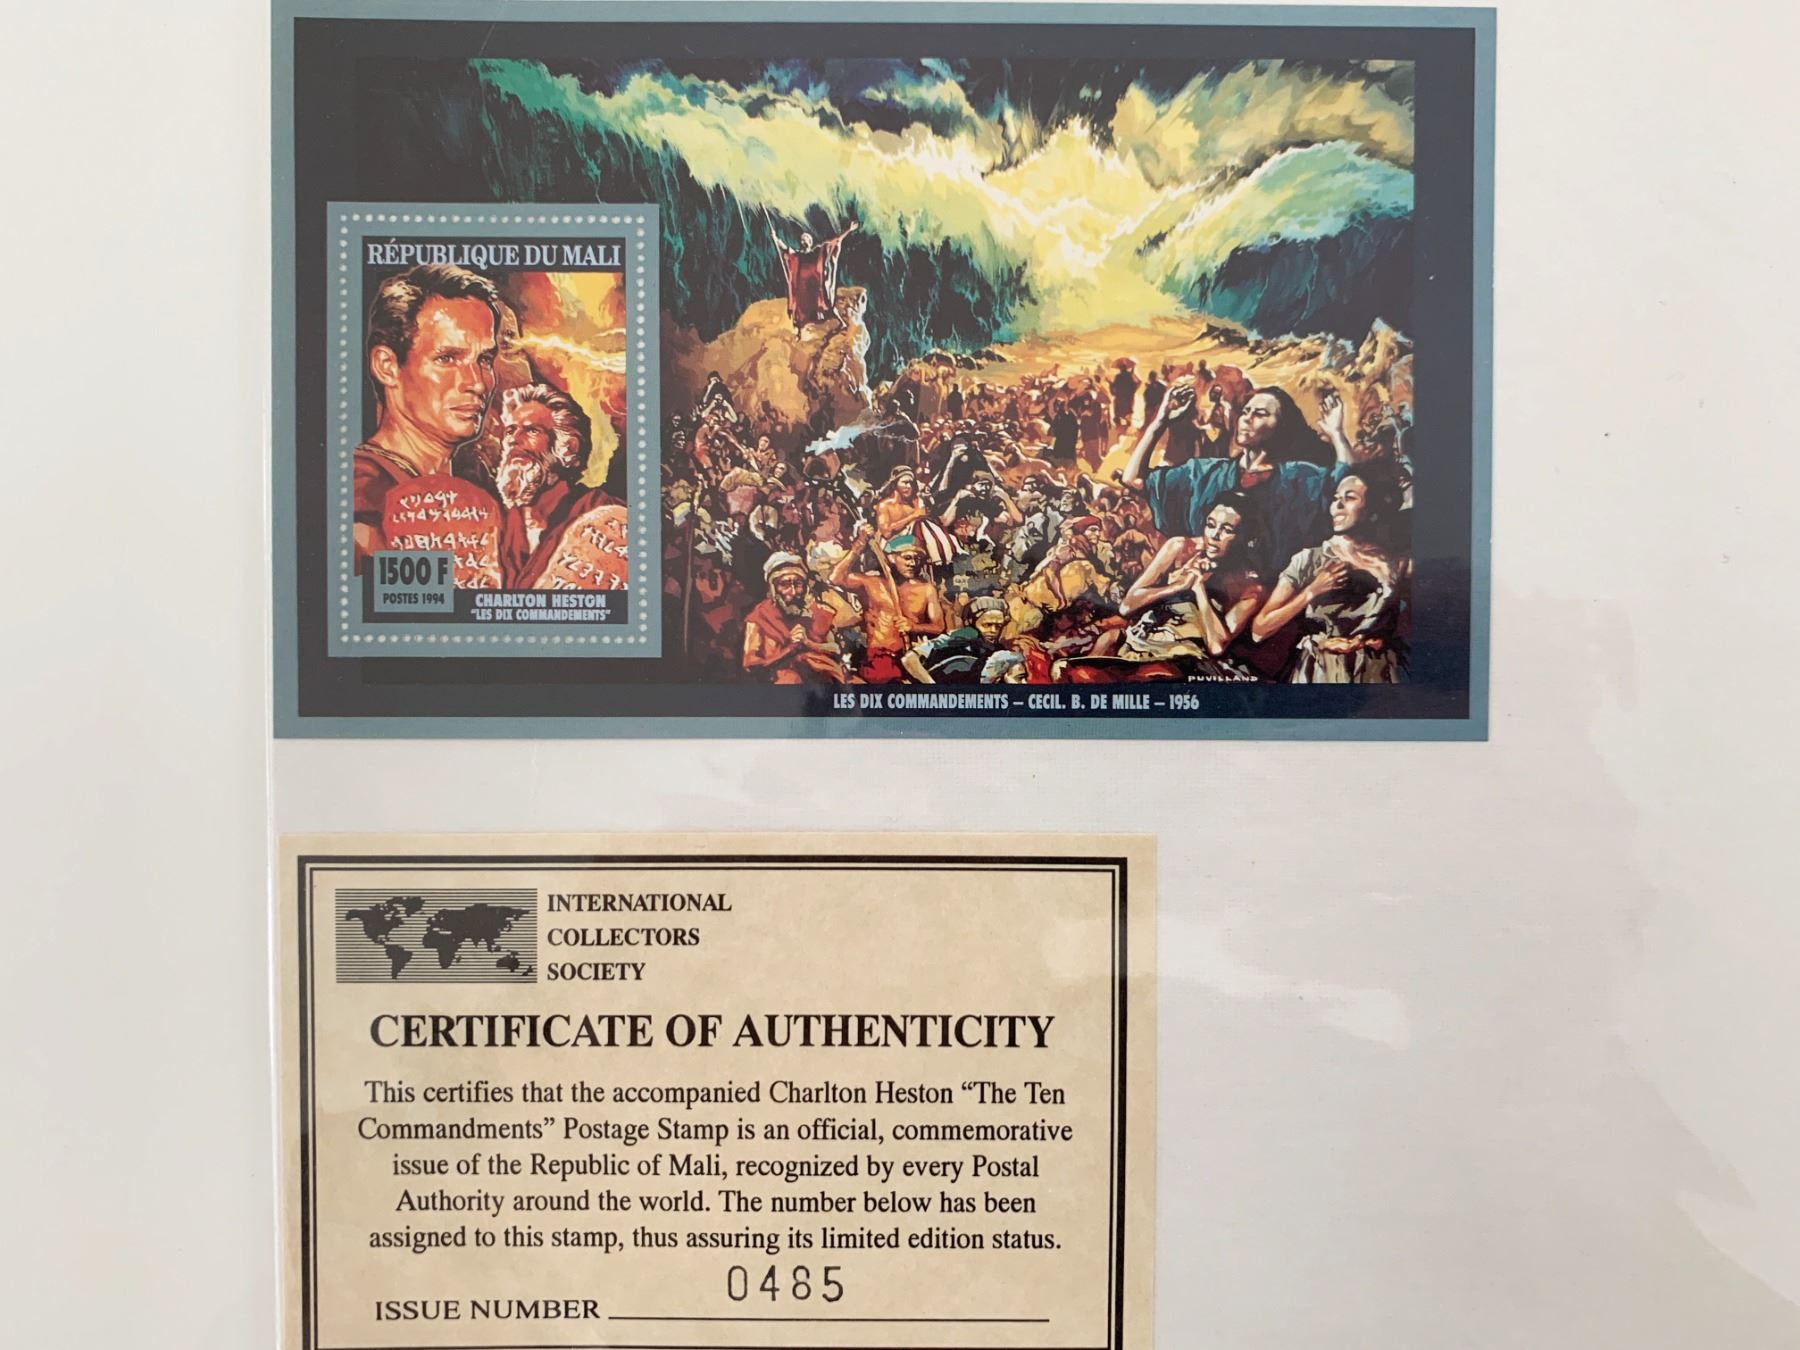 RÉPUBLIQUE DU MALI
1500 F
POSTES 1994
CHARLTON HESTON
"LES DIX COMMANDEMENTS"
PUVILLAND
LES DIX COMMANDEMENTS – CECIL. B. DE MILLE – 1956
INTERNATIONAL
COLLECTORS
SOCIETY
CERTIFICATE OF AUTHENTICITY
This certifies that the accompanied Charlton Heston “The Ten
Commandments” Postage Stamp is an official, commemorative
issue of the Republic of Mali, recognized by every Postal
Authority around the world. The number below has been
assigned to this stamp, thus assuring its limited edition status.
0485
ISSUE NUMBER